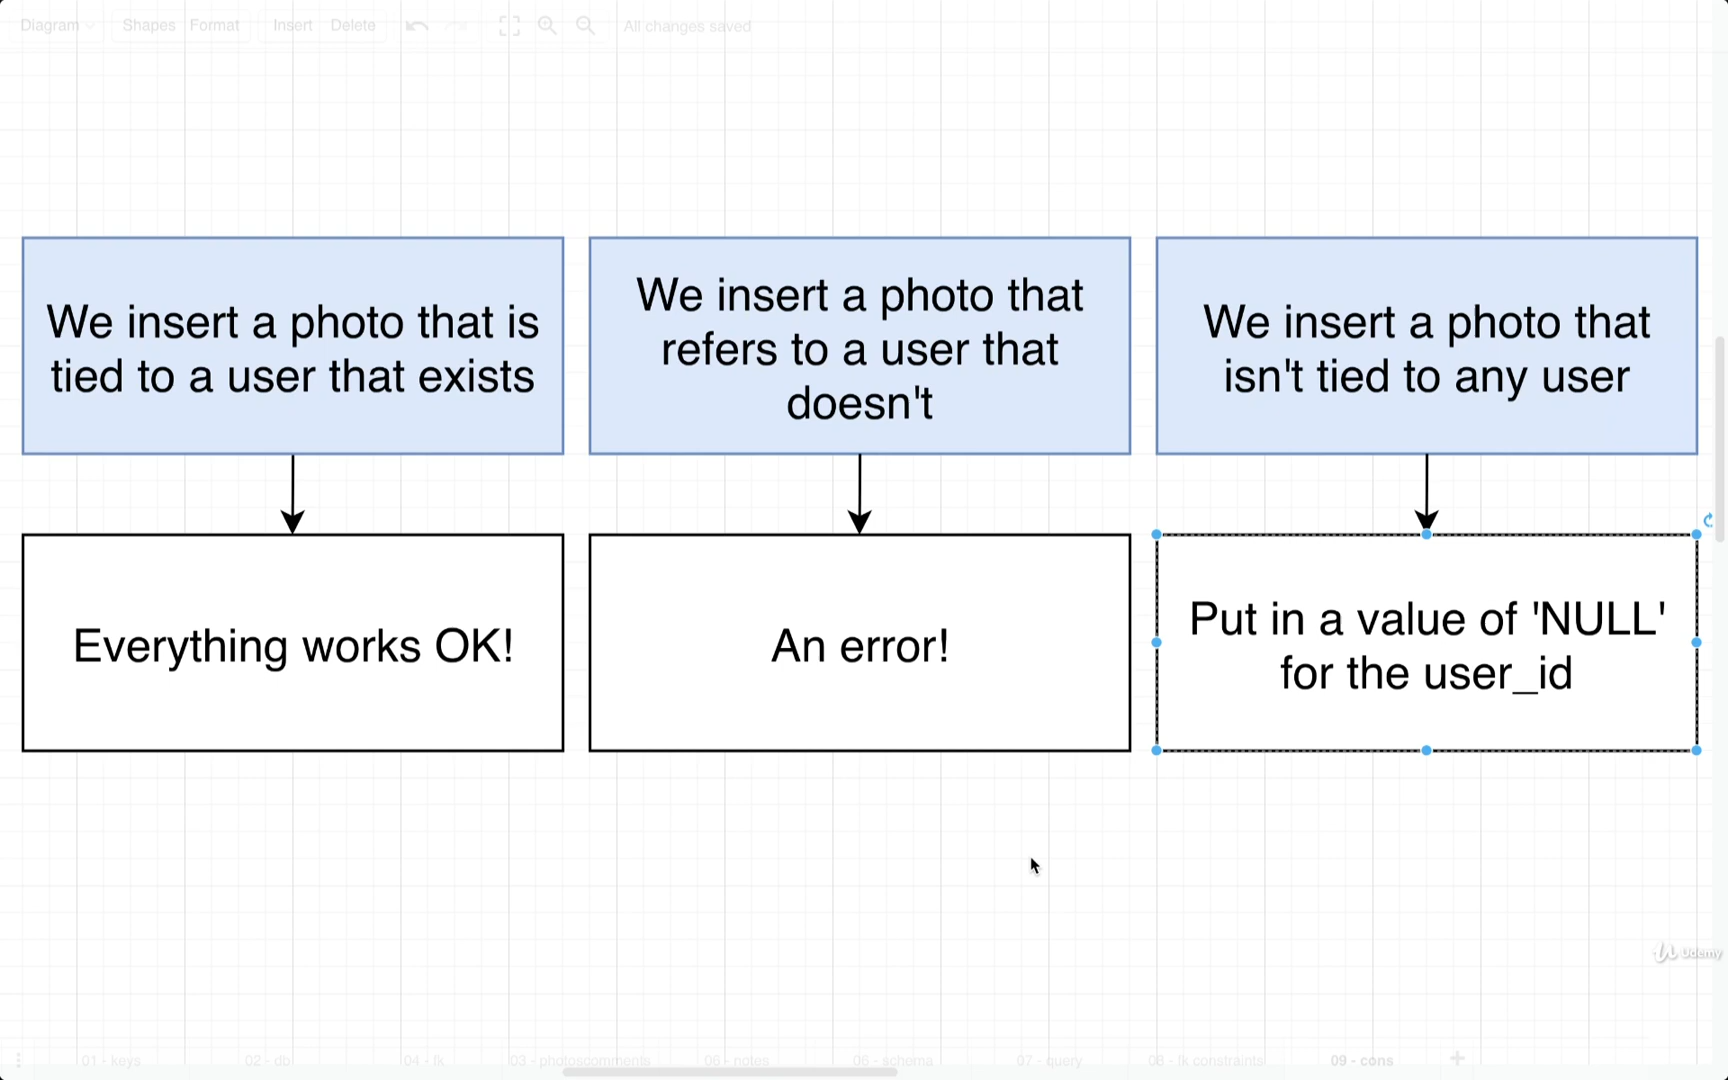 Diagram
Shapes Format
Insert Delete
All changes saved
We insert a photo that is
tied to a user that exists
We insert a photo that
refers to a user that
doesn't
We insert a photo that
isn't tied to any user
Everything works OK!
An error!
Put in a value of 'NULL'
for the user_id
Udemy
01 - keys
02 - db
04 - fk
03 - photoscomments
06 - notes
06 - schema
07 - query
08 - fk constraints
09 - cons